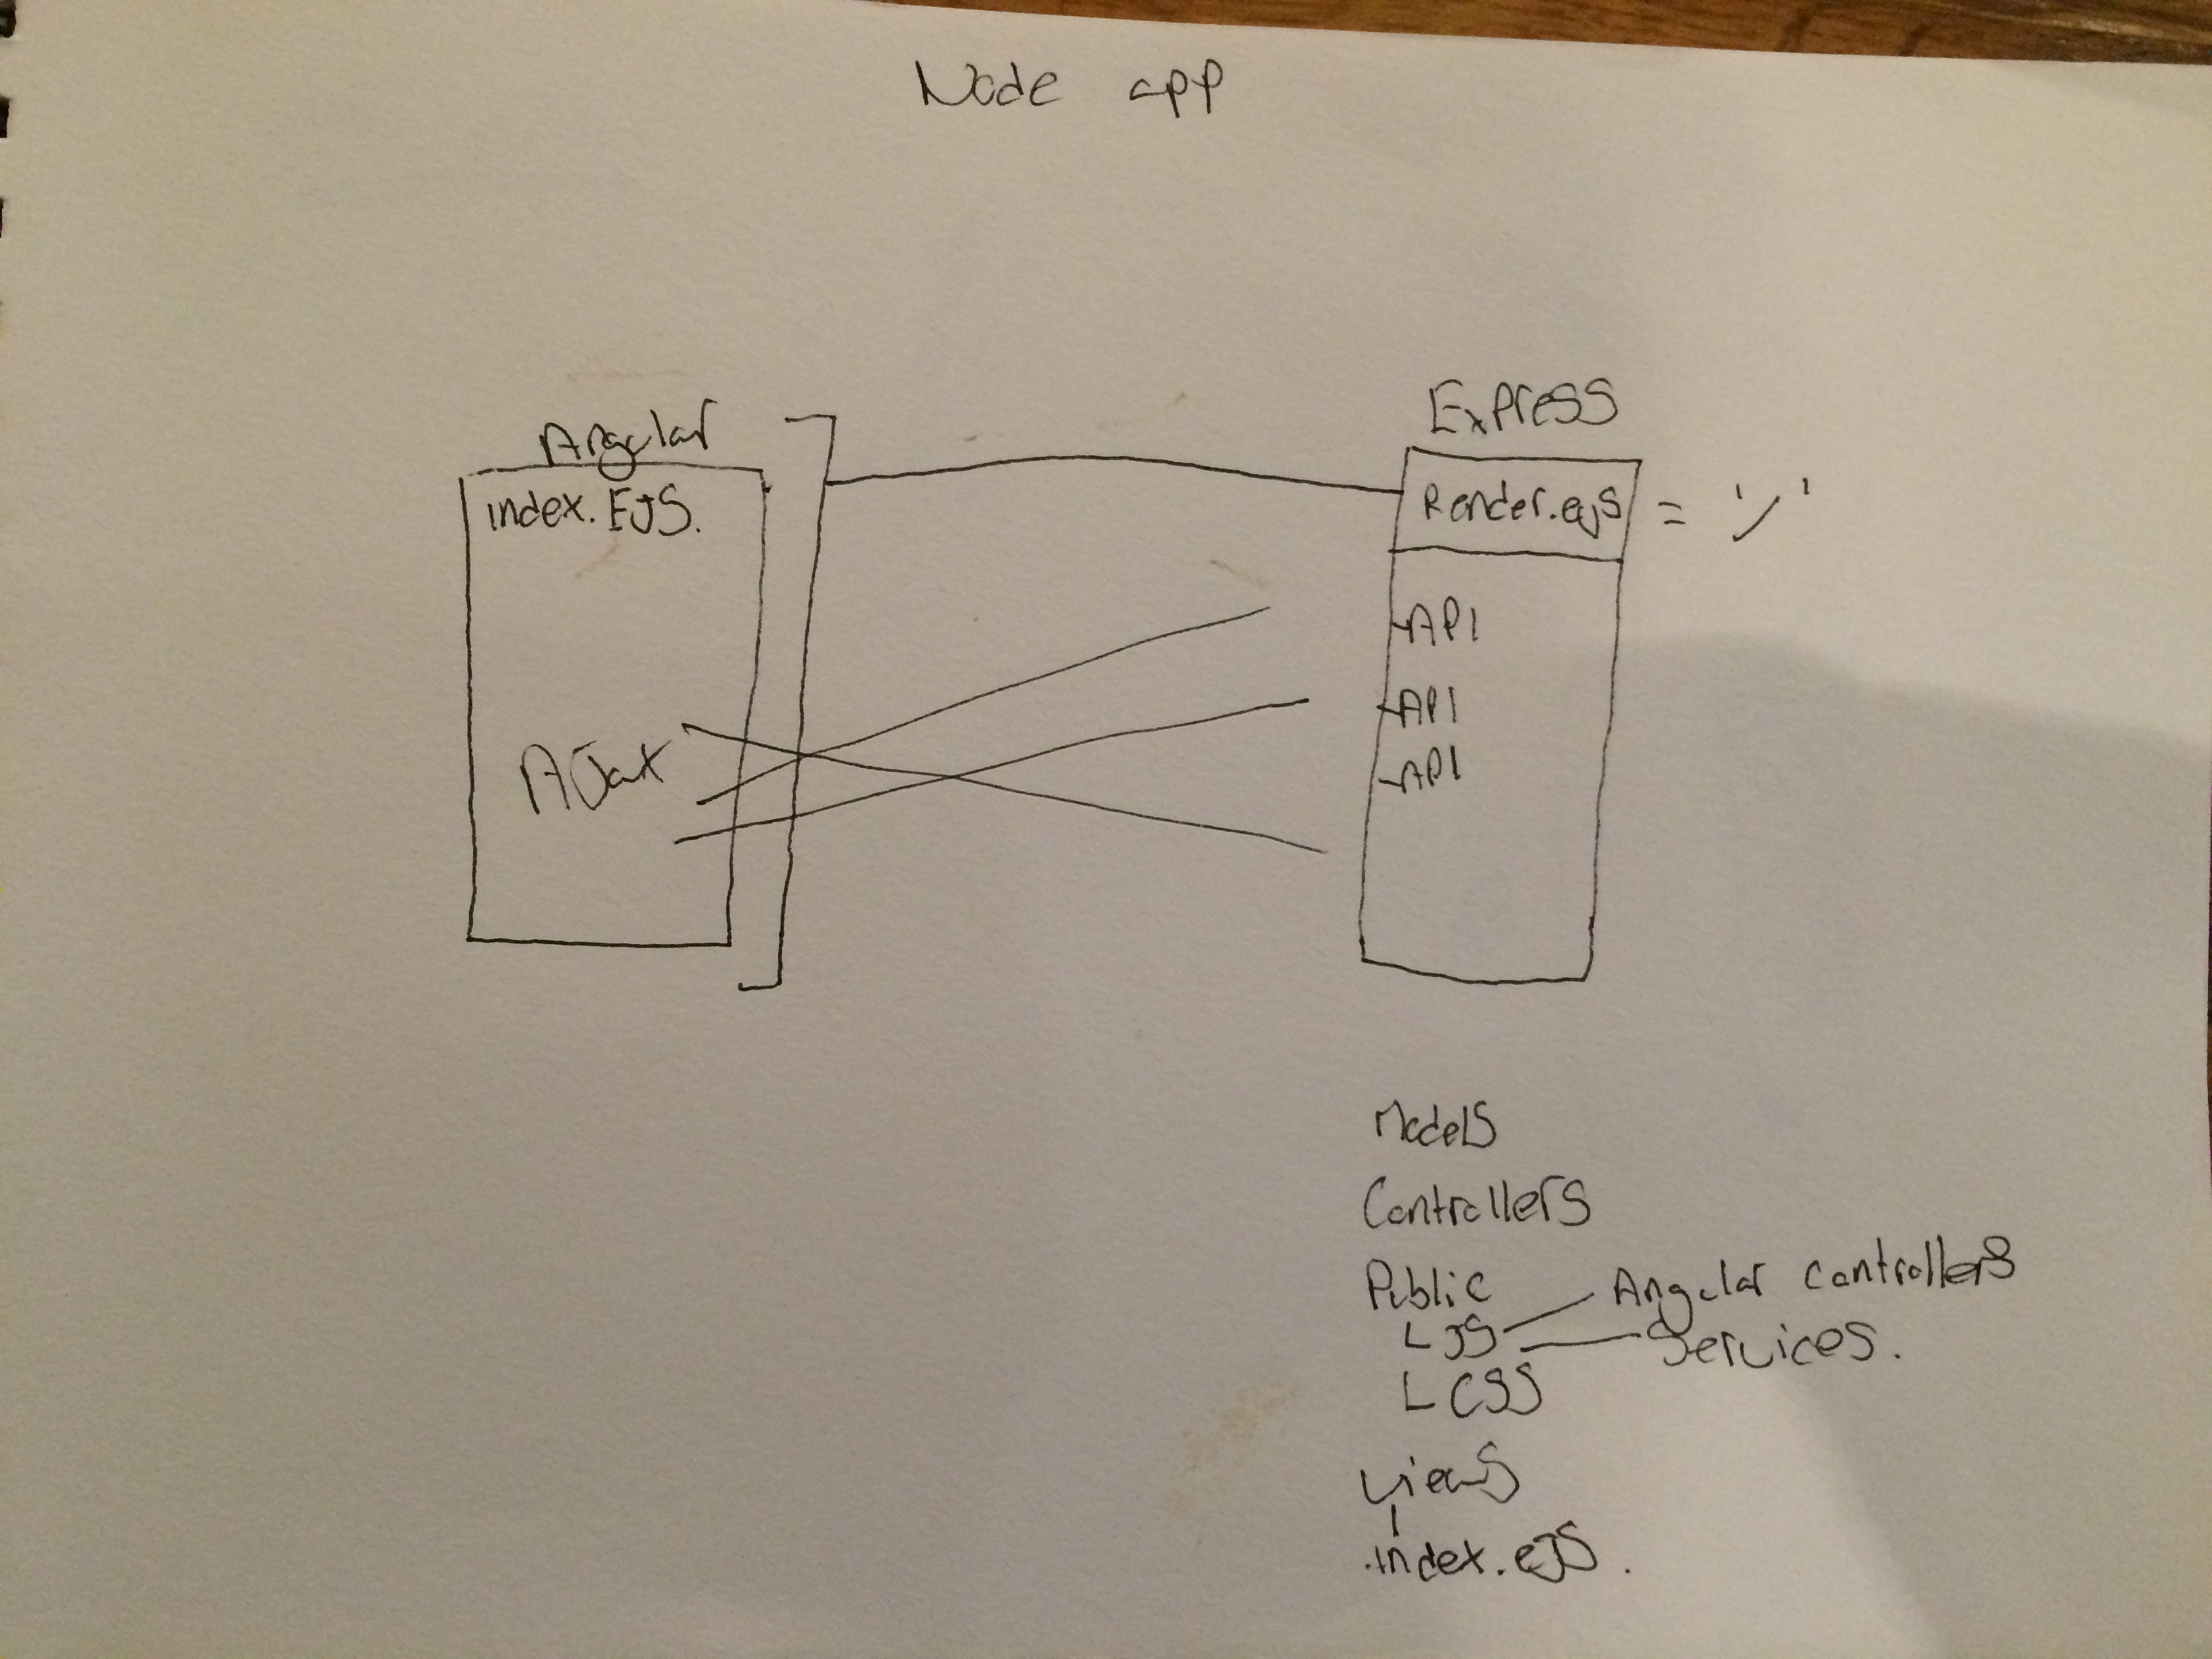 Node app
Angular
index.EJS.
AJax
Express
Render.ejs = '/'
API
API
API
Models
Controllers
Public
JS Angular controllers
Services.
CSS
Views
index.eJS.